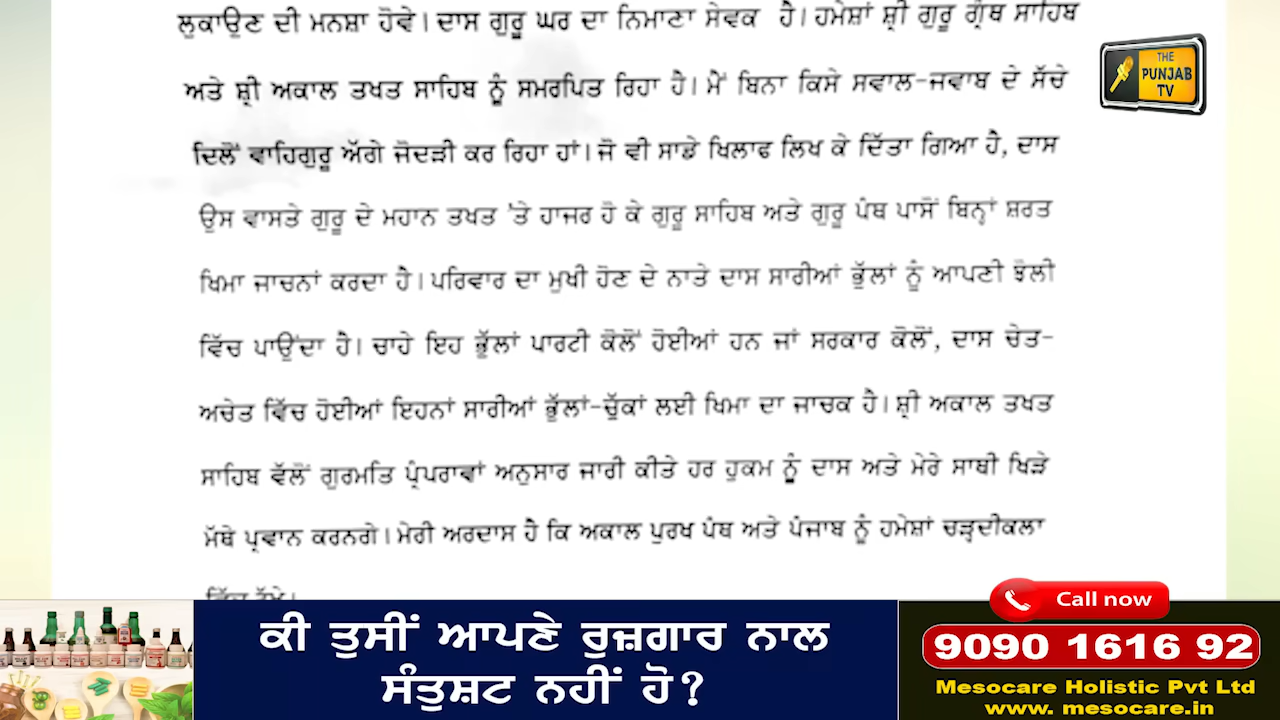 ਲੁਕਾਉਣ ਦੀ ਮਨਸ਼ਾ ਹੋਵੇ। ਦਾਸ ਗੁਰੂ ਘਰ ਦਾ ਨਿਮਾਣਾ ਸੇਵਕ ਹੈ। ਹਮੇਸ਼ਾਂ ਸ਼੍ਰੀ ਗੁਰੂ ਗ੍ਰੰਥ ਸਾਹਿਬ
ਅਤੇ ਸ਼੍ਰੀ ਅਕਾਲ ਤਖਤ ਸਾਹਿਬ ਨੂੰ ਸਮਰਪਿਤ ਰਿਹਾ ਹੈ। ਮੈਂ ਬਿਨਾ ਕਿਸੇ ਸਵਾਲ-ਜਵਾਬ ਦੇ ਸੱਚੇ
ਦਿਲੋਂ ਵਾਹਿਗੁਰੂ ਅੱਗੇ ਜੋਦੜੀ ਕਰ ਰਿਹਾ ਹਾਂ। ਜੋ ਵੀ ਸਾਡੇ ਖਿਲਾਫ ਲਿਖ ਕੇ ਦਿੱਤਾ ਗਿਆ ਹੈ, ਦਾਸ
ਉਸ ਵਾਸਤੇ ਗੁਰੂ ਦੇ ਮਹਾਨ ਤਖਤ 'ਤੇ ਹਾਜਰ ਹੋ ਕੇ ਗੁਰੂ ਸਾਹਿਬ ਅਤੇ ਗੁਰੂ ਪੰਥ ਪਾਸੋਂ ਬਿਨ੍ਹਾਂ ਸ਼ਰਤ
ਖਿਮਾ ਜਾਚਨਾਂ ਕਰਦਾ ਹੈ। ਪਰਿਵਾਰ ਦਾ ਮੁਖੀ ਹੋਣ ਦੇ ਨਾਤੇ ਦਾਸ ਸਾਰੀਆਂ ਭੁੱਲਾਂ ਨੂੰ ਆਪਣੀ ਝੋਲੀ
ਵਿੱਚ ਪਾਉਂਦਾ ਹੈ। ਚਾਹੇ ਇਹ ਭੁੱਲਾਂ ਪਾਰਟੀ ਕੋਲੋਂ ਹੋਈਆਂ ਹਨ ਜਾਂ ਸਰਕਾਰ ਕੋਲੋਂ, ਦਾਸ ਚੇਤ-
ਅਚੇਤ ਵਿੱਚ ਹੋਈਆਂ ਇਹਨਾਂ ਸਾਰੀਆਂ ਭੁੱਲਾਂ-ਚੁੱਕਾਂ ਲਈ ਖਿਮਾ ਦਾ ਜਾਚਕ ਹੈ। ਸ਼੍ਰੀ ਅਕਾਲ ਤਖਤ
ਸਾਹਿਬ ਵੱਲੋਂ ਗੁਰਮਤਿ ਪ੍ਰੰਪਰਾਵਾਂ ਅਨੁਸਾਰ ਜਾਰੀ ਕੀਤੇ ਹਰ ਹੁਕਮ ਨੂੰ ਦਾਸ ਅਤੇ ਮੇਰੇ ਸਾਥੀ ਖਿੜੇ
ਮੱਥੇ ਪ੍ਰਵਾਨ ਕਰਨਗੇ। ਮੇਰੀ ਅਰਦਾਸ ਹੈ ਕਿ ਅਕਾਲ ਪੁਰਖ ਪੰਥ ਅਤੇ ਪੰਜਾਬ ਨੂੰ ਹਮੇਸ਼ਾਂ ਚੜ੍ਹਦੀਕਲਾ
THE
PUNJAB
TV
ਕੀ ਤੁਸੀਂ ਆਪਣੇ ਰੁਜ਼ਗਾਰ ਨਾਲ
ਸੰਤੁਸ਼ਟ ਨਹੀਂ ਹੋ?
Call now
9090 1616 92
Mesocare Holistic Pvt Ltd
www. mesocare.in